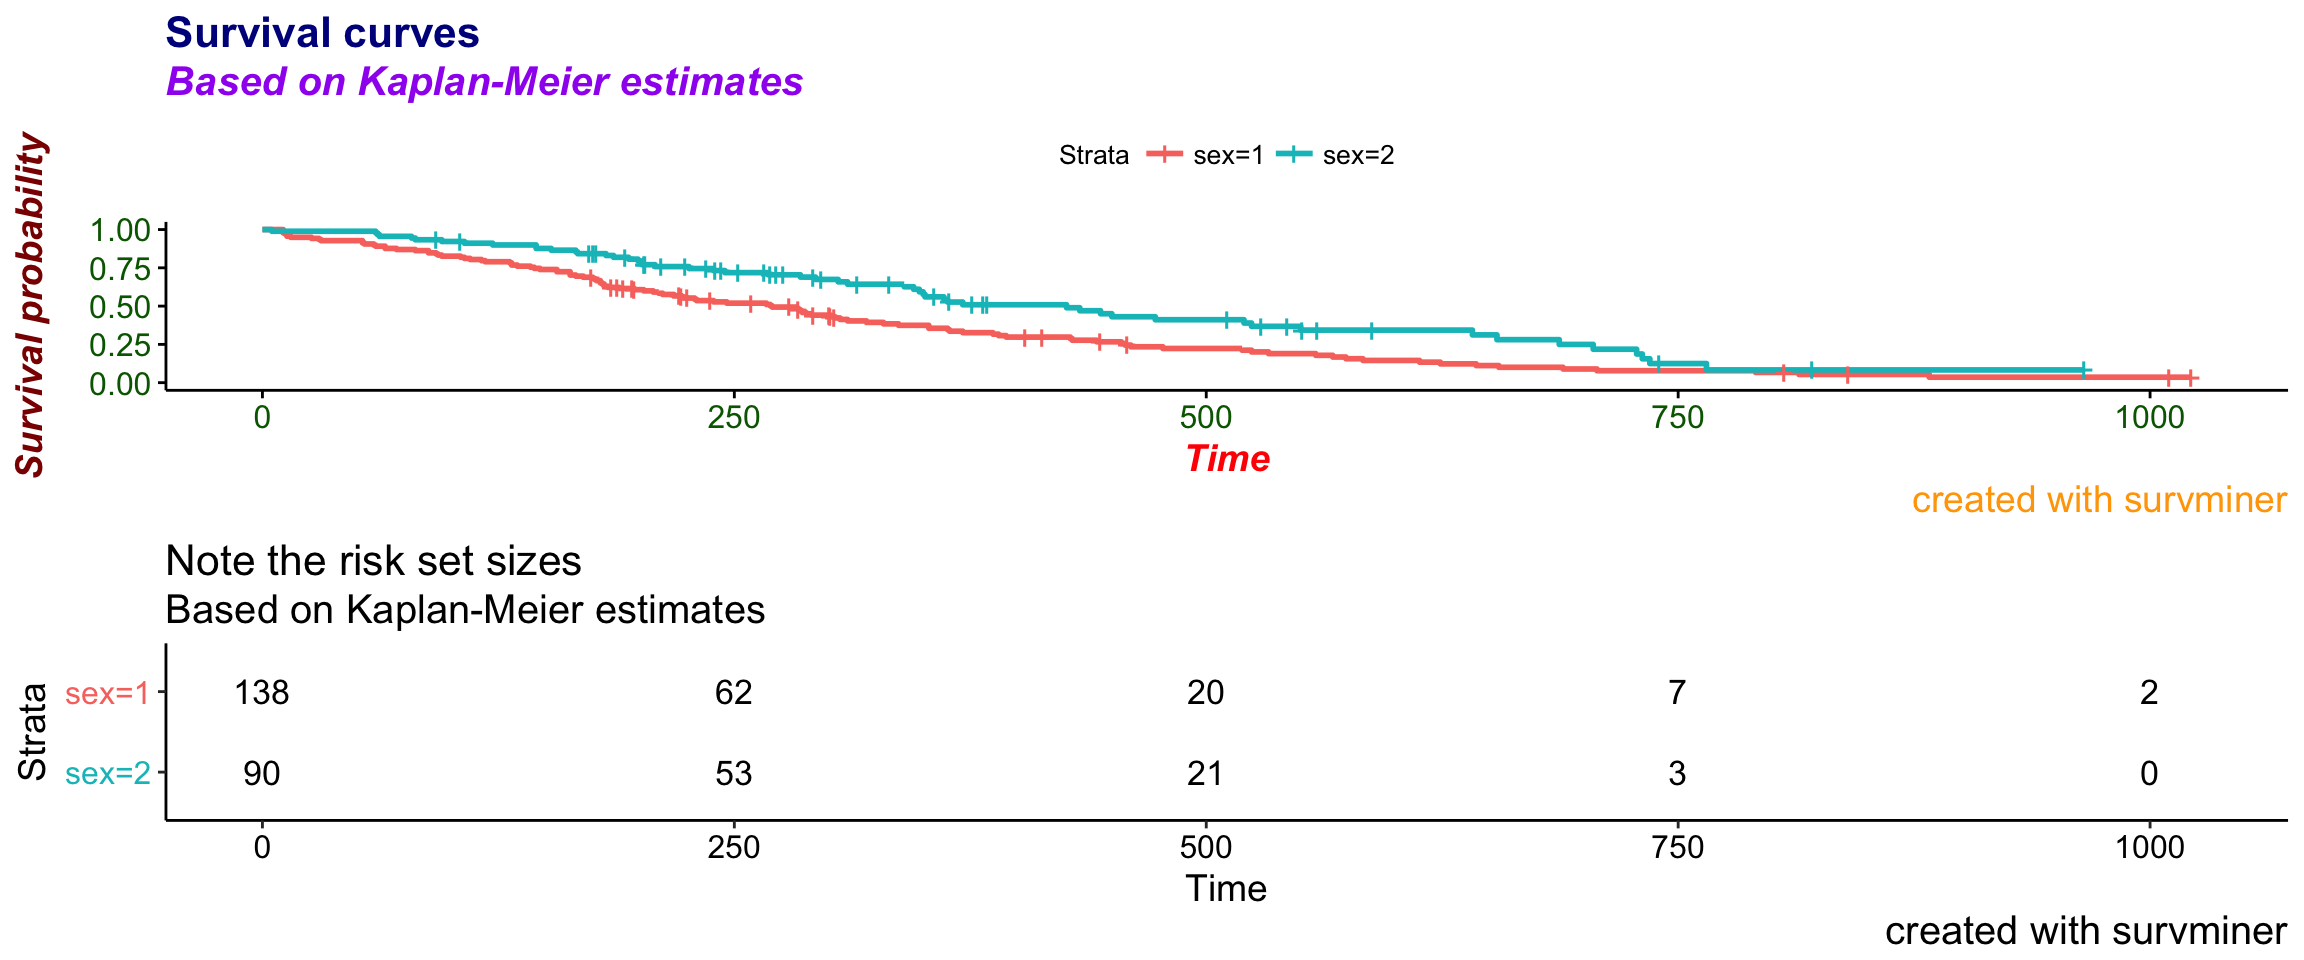 Survival curves
Based on Kaplan-Meier estimates
Strata sex=1 sex=2
Survival probability
1.00
0.75
0.50
0.25
0.00
0 250 500 750 1000
Time
created with survminer
Note the risk set sizes
Based on Kaplan-Meier estimates
Strata
sex=1 138 62 20 7 2
sex=2 90 53 21 3 0
0 250 500 750 1000
Time
created with survminer